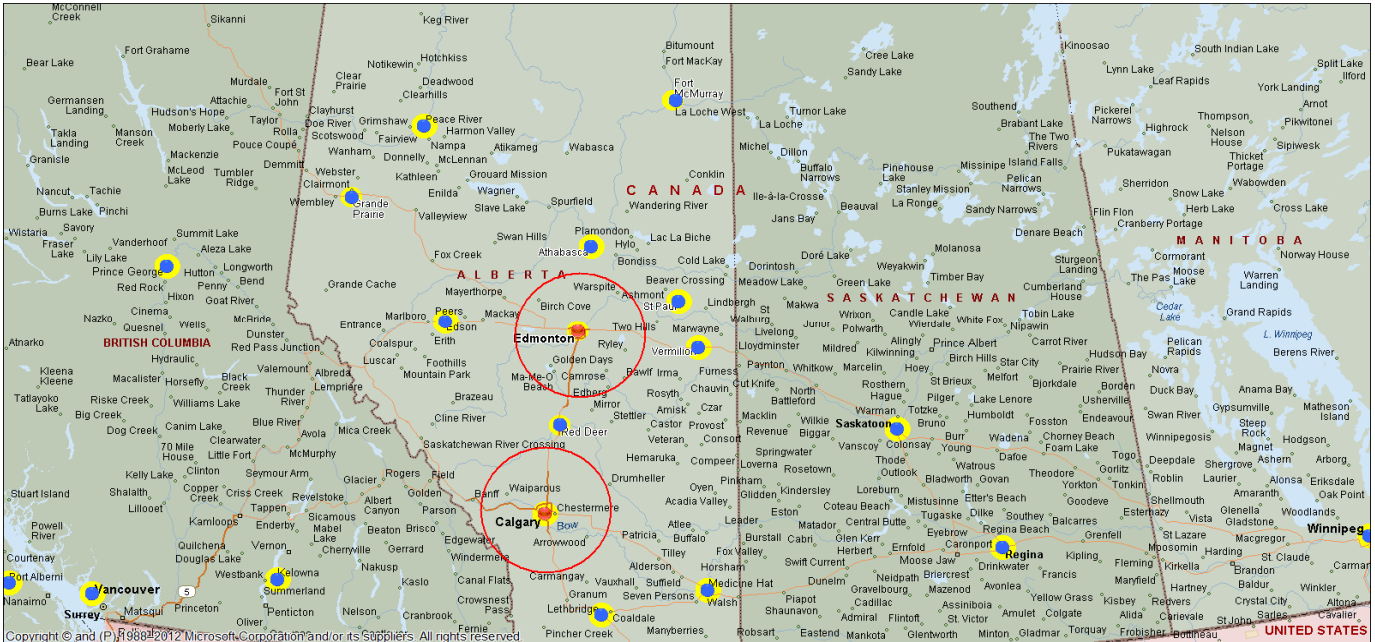 McConnell
Creek
Sikanni
Keg River
Bitumount
Fort MacKay
Cree Lake
Sandy Lake
Kinoosao
South Indian Lake
Split Lake
Ilford
Bear Lake
Fort Grahame
Notikewin
Hotchkiss
Clear
Prairie
Deadwood
Clearhills
Fort
McMurray
Lynn Lake
Leaf Rapids
York Landing
Germansen
Landing
Murdale
Attachie
Fort St
John
Hudson's Hope
Moberly Lake
Taylor
Rolla
Clayhurst
Doe River
Scotswood
Grimshaw
Peace River
Harmon Valley
Fairview
Nampa
La Loche West
Turnor Lake
La Loche
Southend
Brabant Lake
The Two
Rivers
Pickerel
Narrows
Highrock
Thompson
Nelson
House
Arnot
Pikwitonei
Sipiwesk
Takla
Landing
Manson
Creek
Granisle
Mackenzie
McLeod
Lake
Pouce Coupé
Tumbler
Ridge
Demmitt
Wanham
Donnelly
McLennan
Atikameg
Wabasca
Michel
Dillon
Buffalo
Narrows
Pinehouse
Lake
Missinipe
Island Falls
Pukatawagan
Thicket
Portage
Nancut
Tachie
Burns Lake
Pinchi
Webster
Clairmont
Wembley
Grande
Prairie
Kathleen
Enilda
Grouard Mission
Wagner
Slave Lake
Valleyview
Spurfield
Conklin
CANADA
Wandering River
Ile-à-la-Crosse
Jans Bay
Beauval
Stanley Mission
La Ronge
Pelican
Narrows
Sandy Narrows
Sherridon
Snow Lake
Herb Lake
Wabowden
Cross Lake
Flin Flon
Cranberry Portage
Wistaria
Savory
Fraser
Lake
Vanderhoof
Summit Lake
Lily Lake
Aleza Lake
Prince George
Hutton
Longworth
Red Rock
Penny
Bend
Hixon
Goat River
Swan Hills
Fox Creek
Athabasca
Plamondon
Hylo
Bondiss
Lac La Biche
Cold Lake
Dorintosh
Doré Lake
Molanosa
Weyakwin
Denare Beach
Sturgeon
Landing
MANITOBA
Cormorant
Moose
Lake
The Pas
Norway House
Warren
Landing
ALBERTA
Grande Cache
Mayerthorpe
Warspite
Birch Cove
Ashmont
St Paul
Beaver Crossing
Lindbergh
Meadow Lake
Green Lake
Timber Bay
SASKATCHEWAN
Cumberland
House
Cedar
Lake
Grand Rapids
L. Winnipeg
Nazko
Cinema
Quesnel
Wells
McBride
Atnarko
BRITISH COLUMBIA
Dunster
Red Pass Junction
Entrance
Marlboro
Peers
Edson
Erith
Mackay
Coalspur
Luscar
Foothills
Mountain Park
Edmonton
Two Hills
Ryley
Marwayne
Vermilion
St
Walburg
Makwa
Livelong
Junor
Lloydminster
Wrixon
Candle Lake
Polwarth
Wierdale
White Fox
Tobin Lake
Nipawin
Alingly
Prince Albert
Carrot River
Mildred
Kilwinning
Birch Hills
Hudson Bay
Pelican
Rapids
Berens River
Hydraulic
Kleena
Kleene
Macalister
Horsefly
Black
Creek
Valemount
Albreda
Lempriere
Thunder
River
Tatlayoko
Lake
Riske Creek
Williams Lake
Big Creek
Dog Creek
Canim Lake
Blue River
Golden Days
Ma-Me-O
Beach
Camrose
Edberg
Mirror
Bawlf
Irma
Furness
Paynton
Whitkow
Marcelin
Hoey
Star City
Prairie River
Novra
Chauvin
Cut Knife
Rosthern
Hague
St Brieux
Melfort
Bjorkdale
Borden
Duck Bay
Anama Bay
Brazeau
Cline River
Rosyth
Amisk
Czar
North
Battleford
Pilger
Lake Lenore
Usherville
Gypsumville
Matheson
Island
Stettler
Castor
Provost
Macklin
Wilkie
Warman
Totzke
Humboldt
Fosston
Endeavour
Swan River
Steep
Rock
Red Deer
Veteran
Consort
Revenue
Biggar
Saskatoon
Bruno
70 Mile
House
Clearwater
Little Fort
Avola
McMurphy
Mica Creek
Saskatchewan River Crossing
Vanscoy
Colonsay
Burr
Young
Wadena
Dafoe
Chorney Beach
Foam Lake
Winnipegosis
Magnet
Hodgson
Hemaruka
Compeer
Springwater
Loverna
Rosetown
Thode
Outlook
Watrous
Togo
Gorlitz
Deepdale
Roblin
Shergrove
Ashern
Arborg
Kelly Lake
Clinton
Seymour Arm
Glacier
Rogers
Field
Drumheller
Pinkham
Bladworth
Govan
Theodore
Yorkton
Tonkin
Laurier
Alonsa
Eriksdale
Stuart Island
Shalalth
Lillooet
Copper
Creek
Criss Creek
Tappen
Revelstoke
Albert
Canyon
Golden
Parson
Banff
Waiparous
Chestermere
Oyen
Acadia Valley
Glidden
Kindersley
Loreburn
Mistusinne
Etter's Beach
Goodeve
Amaranth
Oak Point
Shellmouth
Powell
River
Kamloops
Enderby
Sicamous
Mabel
Lake
Beaton
Brisco
Calgary
Bow
Eston
Coteau Beach
Tugaske
Dilke
Southey
Esterhazy
Vista
Glenella
Gladstone
Woodlands
Leader
Matador
Central Butte
Regina Beach
Balcarres
Winnipeg
Courtenay
Quilchena
Vernon
Cherryville
Gerrard
Edgewater
Arrowwood
Patricia
Atlee
Buffalo
Burstall
Cabri
Glen Kerr
Eyebrow
Caronport
Regina
Grenfell
St Lazare
Macgregor
Port Alberni
Douglas Lake
Westbank
Kelowna
Summerland
Nakusp
Windermere
Tilley
Fox Valley
Herbert
Ernfold
Moose Jaw
Kipling
Fleming
Mposomin
Harding
St. Claude
Nanaimo
Vancouver
5
Kaslo
Canal Flats
Carmangay
Alderson
Horsham
Swift Current
Drinkwater
Maryfield
Kirkella
Brandon
Carman
Surrey
Matsqui
Princeton
Penticton
Nelson
Crowsnest
Pass
Granum
Vauxhall
Suffield
Seven Persons
Medicine Hat
Walsh
Dunelm
Neidpath
Gravelbourg
Briercrest
Mazenod
Avonlea
Francis
Hartney
Baldur
Winkler
Oliver
Cranbrook
Fernie
Lethbridge
Coaldale
Piapot
Shaunavon
Cadillac
Assiniboia
Yellow Grass
Kisbey
Redvers
Crystal City
Altona
Pincher Creek
Manyberries
Robsart
Admiral
Flintoft
St. Victor
Amulet
Colgate
Alida
Carievale
St. John
Sarles
Cavalier
Eastend
Mankota
Glentworth
Minton
Gladmar
Torquay
Frobisher
Bottineau
UNITED STATES
Copyright © and (P) 1988–2012 Microsoft Corporation and/or its suppliers. All rights reserved